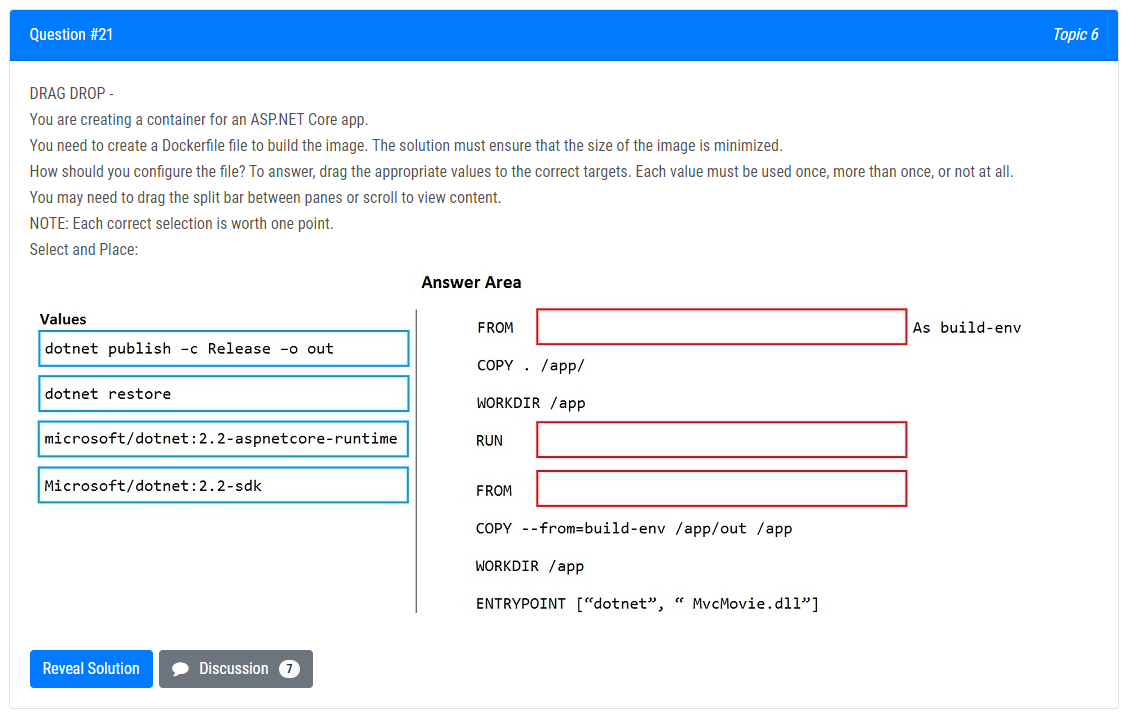 Question #21
Topic 6
DRAG DROP -
You are creating a container for an ASP.NET Core app.
You need to create a Dockerfile file to build the image. The solution must ensure that the size of the image is minimized.
How should you configure the file? To answer, drag the appropriate values to the correct targets. Each value must be used once, more than once, or not at all.
You may need to drag the split bar between panes or scroll to view content.
NOTE: Each correct selection is worth one point.
Select and Place:
Answer Area
Values
dotnet publish –c Release –o out
dotnet restore
microsoft/dotnet:2.2-aspnetcore-runtime
Microsoft/dotnet:2.2-sdk
FROM As build-env
COPY . /app/
WORKDIR /app
RUN
FROM
COPY --from=build-env /app/out /app
WORKDIR /app
ENTRYPOINT [“dotnet”, “ MvcMovie.dll”]
Reveal Solution
Discussion 7